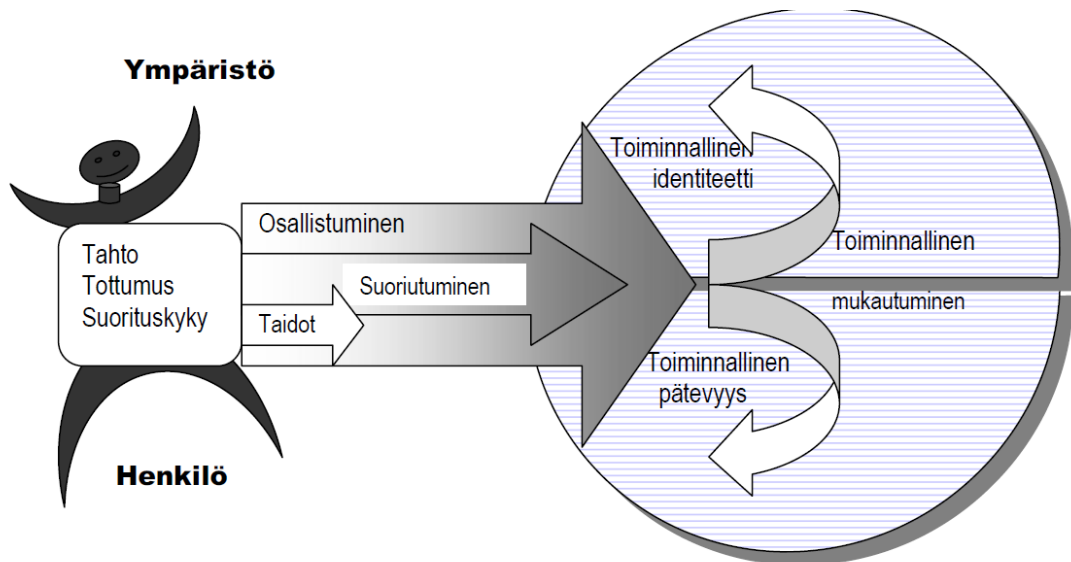 Ympäristö
Tahto
Tottumus
Suorituskyky
Henkilö
Osallistuminen
Suoriutuminen
Taidot
Toiminnallinen
identiteetti
Toiminnallinen
mukautuminen
Toiminnallinen
pätevyys